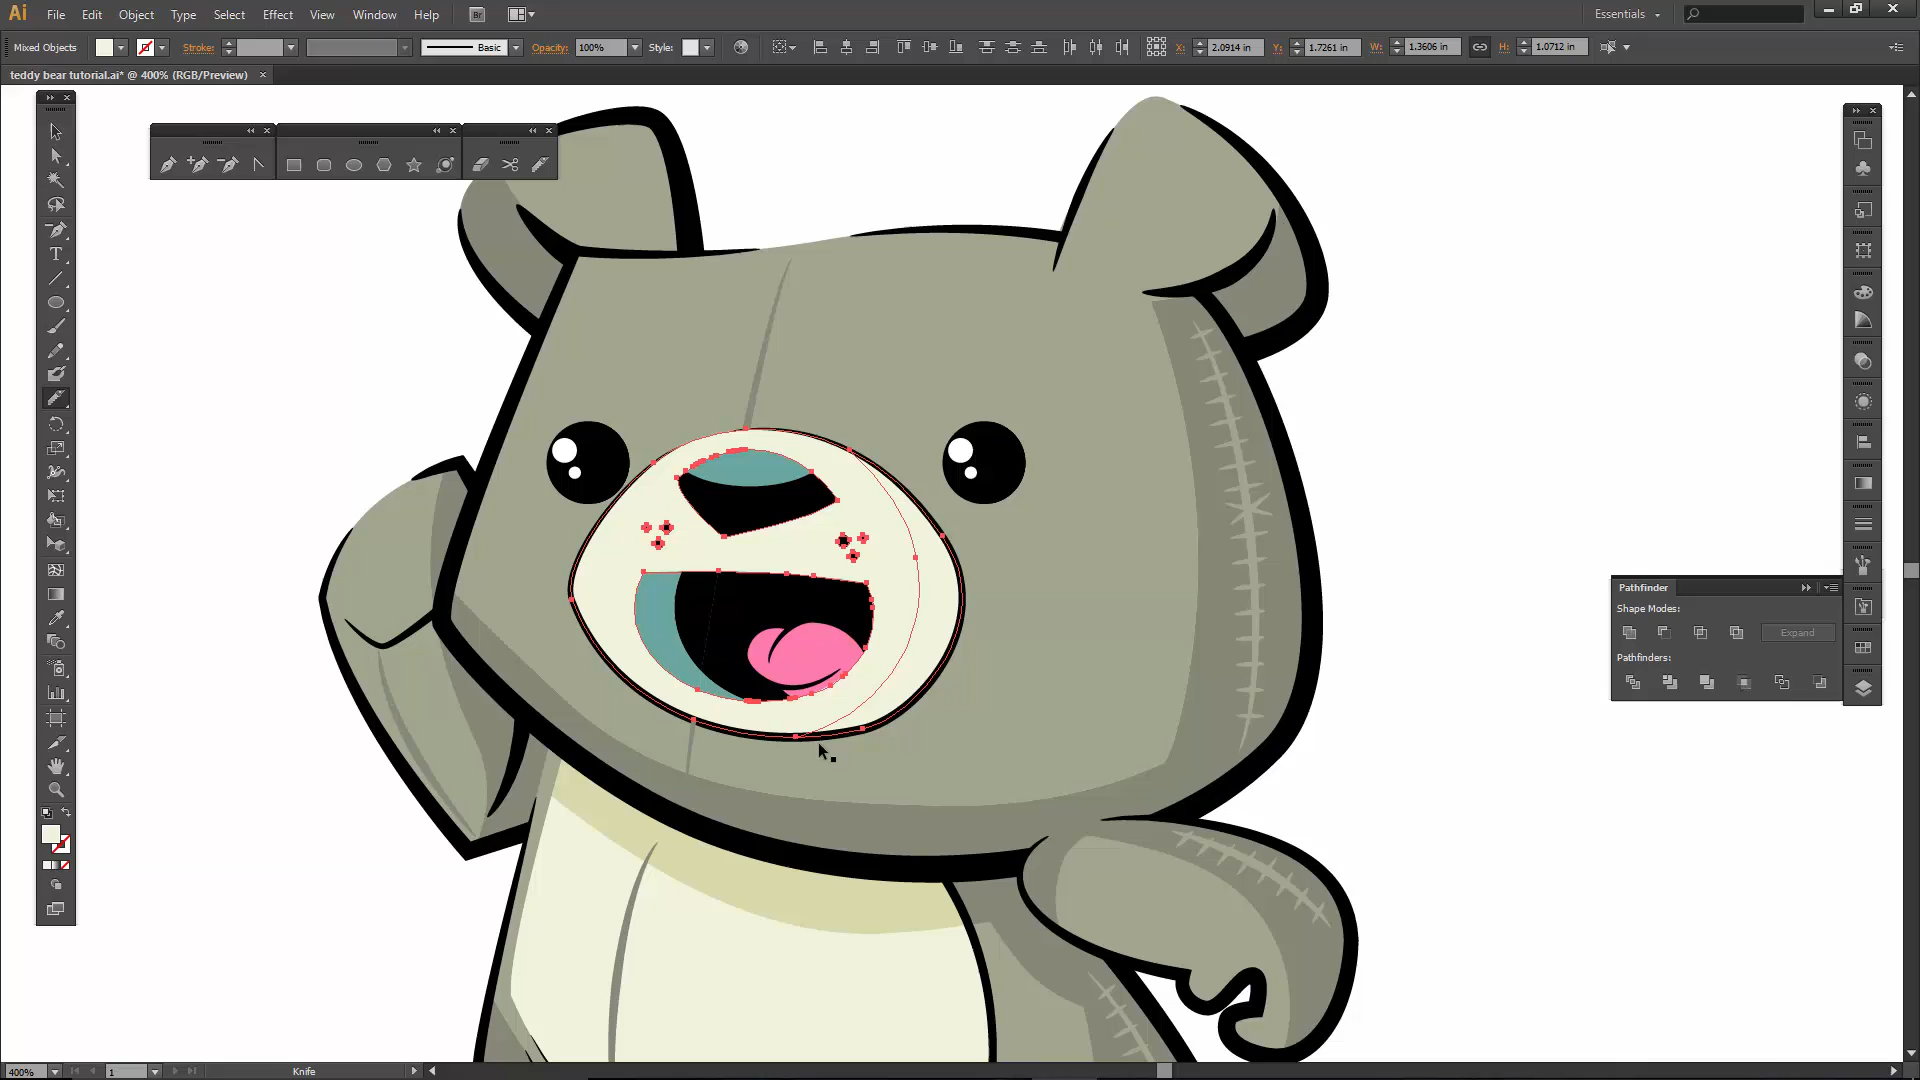 Ai File Edit Object Type Select Effect View Window Help Br Essentials
Mixed Objects Stroke: Basic Opacity: 100% Style: X: 2.0914 in Y: 1.7261 in W: 1.3606 in H: 1.0712 in
teddy bear tutorial.ai* @ 400% (RGB/Preview)
T
Pathfinder
Shape Modes:
Expand
Pathfinders:
400% 1 Knife